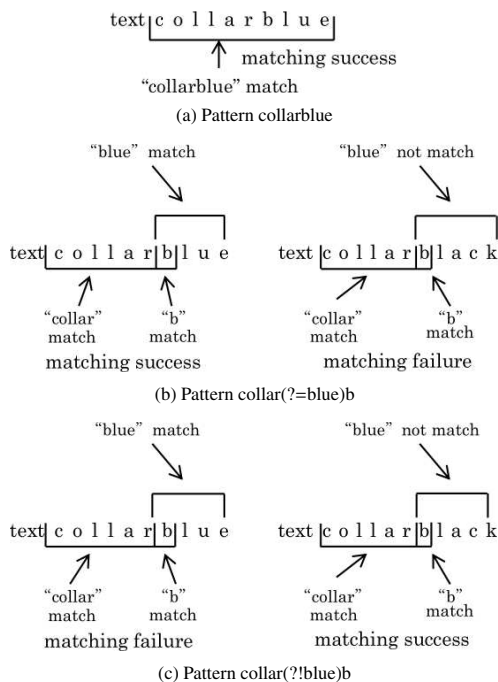 text c o l l a r b l u e
matching success
“collarblue” match
(a) Pattern collarblue
“blue” match
“blue” not match
text c o l l a r b l u e
text c o l l a r b l a c k
“collar” match
“b” match
“collar” match
“b” match
matching success
matching failure
(b) Pattern collar(?=blue)b
“blue” match
“blue” not match
text c o l l a r b l u e
text c o l l a r b l a c k
“collar” match
“b” match
“collar” match
“b” match
matching failure
matching success
(c) Pattern collar(?!blue)b